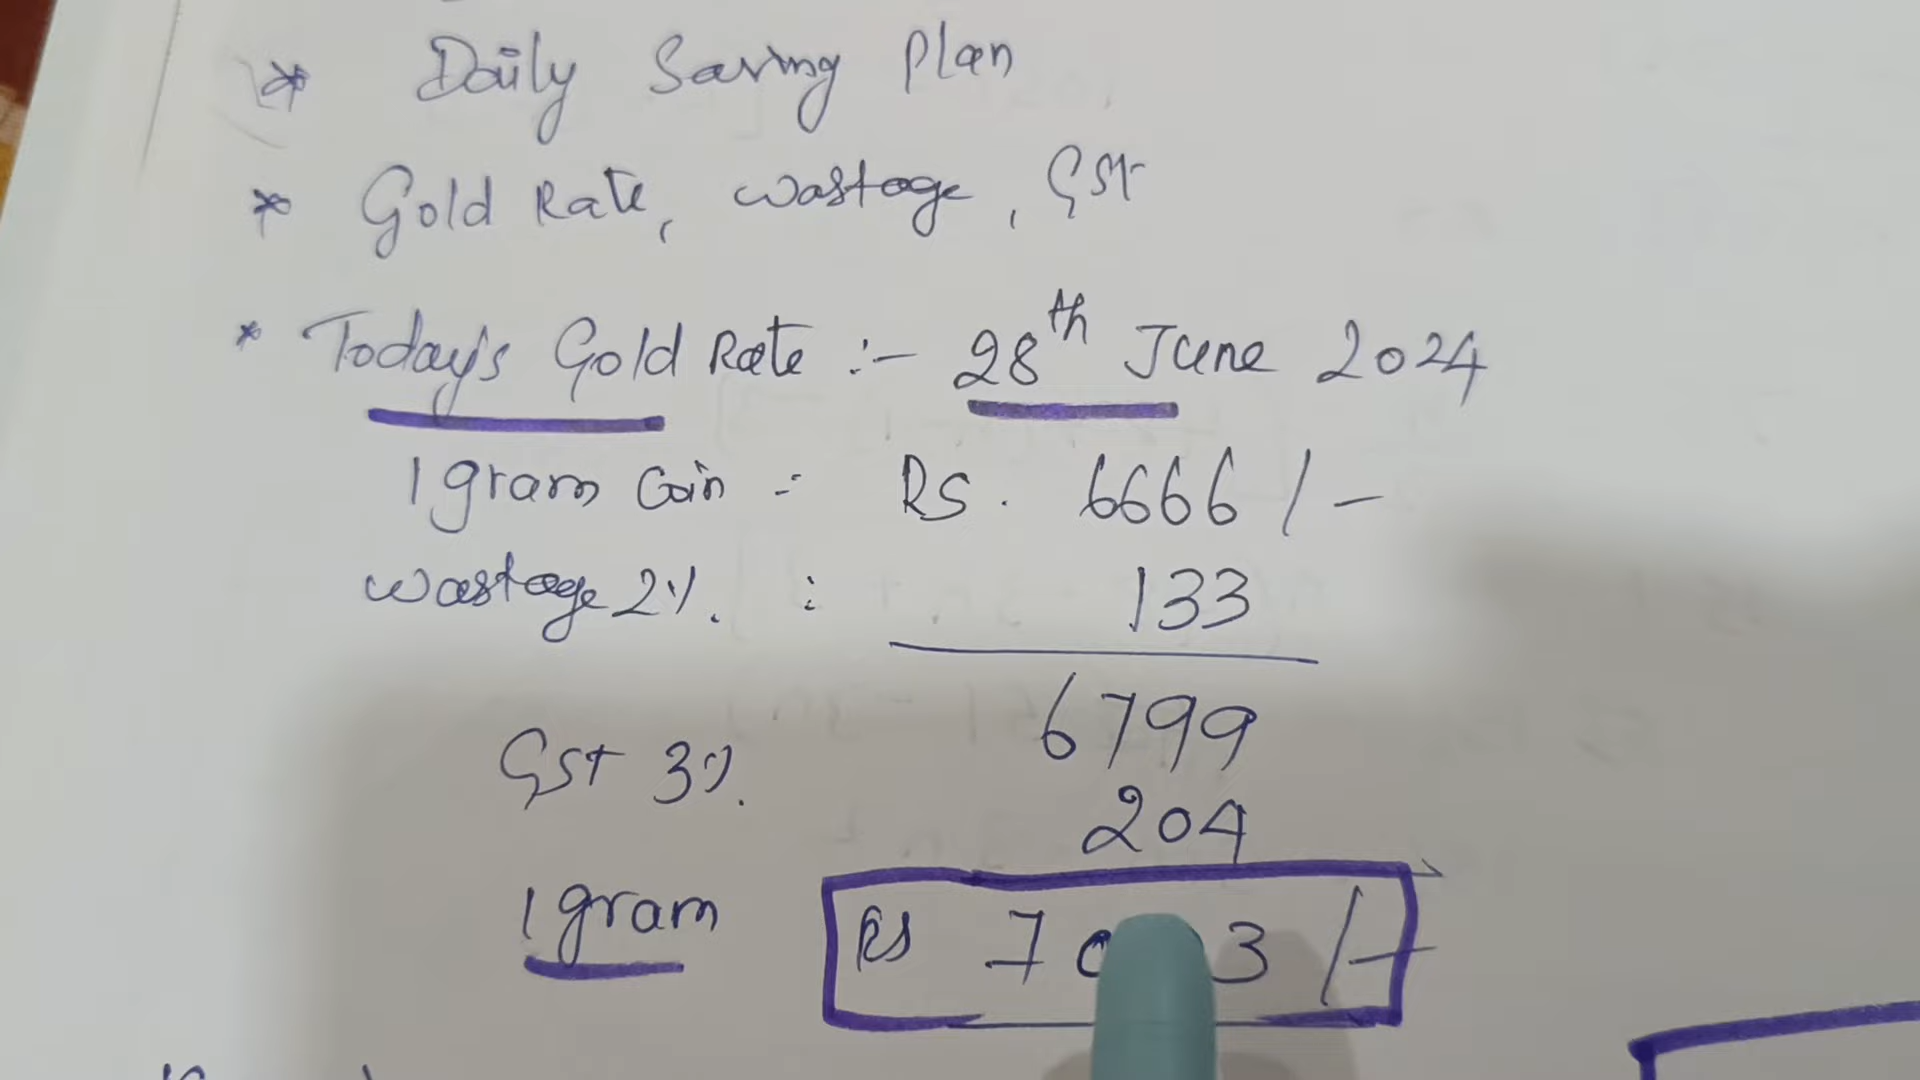 * Daily Saving Plan
* Gold Rate, wastage, GST
* Today's Gold Rate :- 28th June 2024
1 gram Coin :- RS. 6666/-
wastage 2%. : 133
6799
GST 3%. 204
1 gram RS 7 3/-